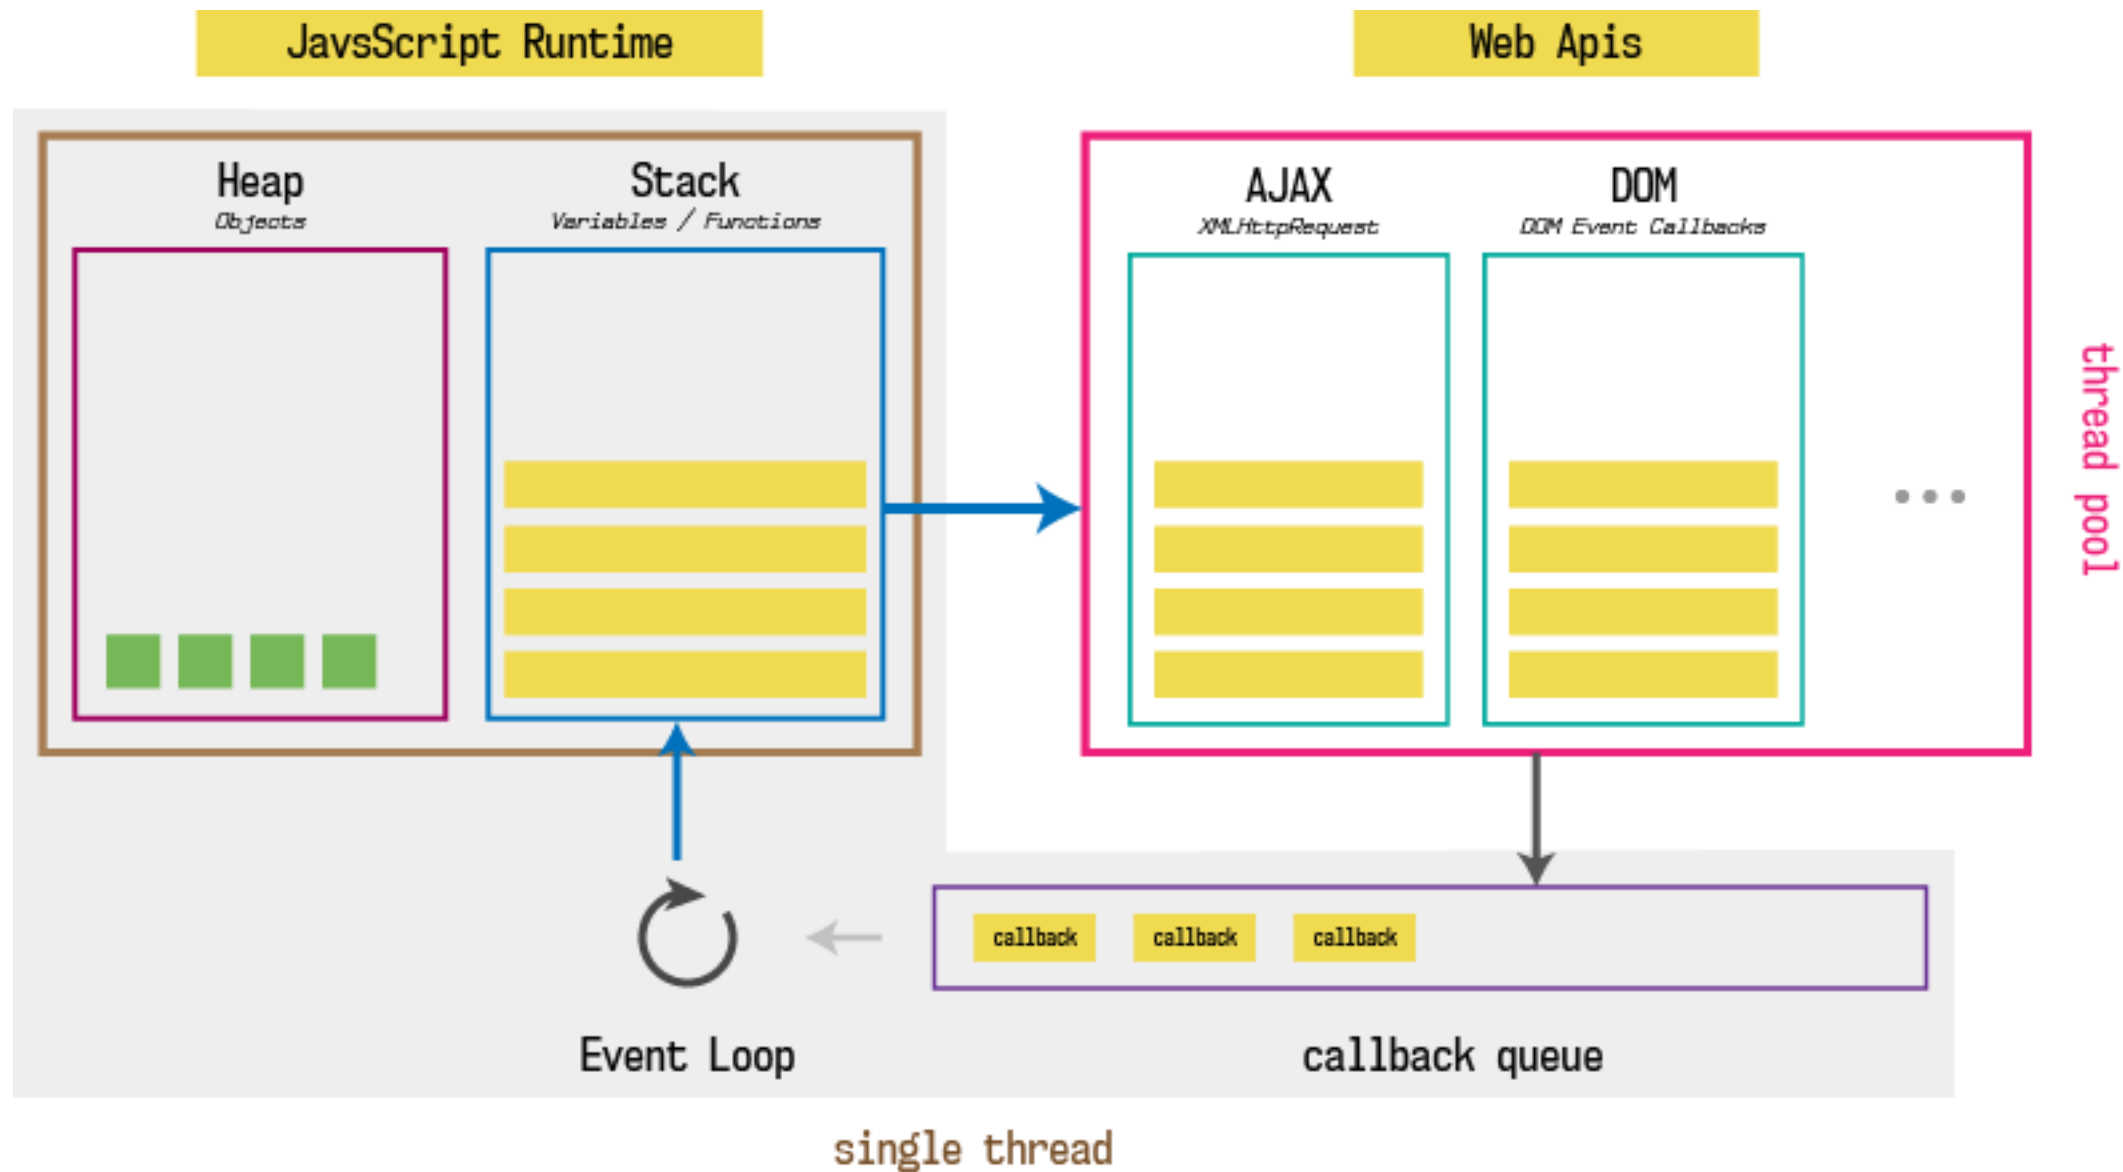 JavsScript Runtime
Web Apis
Heap
Objects
Stack
Variables / Functions
AJAX
XMLHttpRequest
DOM
DOM Event Callbacks
...
thread pool
callback
callback
callback
Event Loop
callback queue
single thread